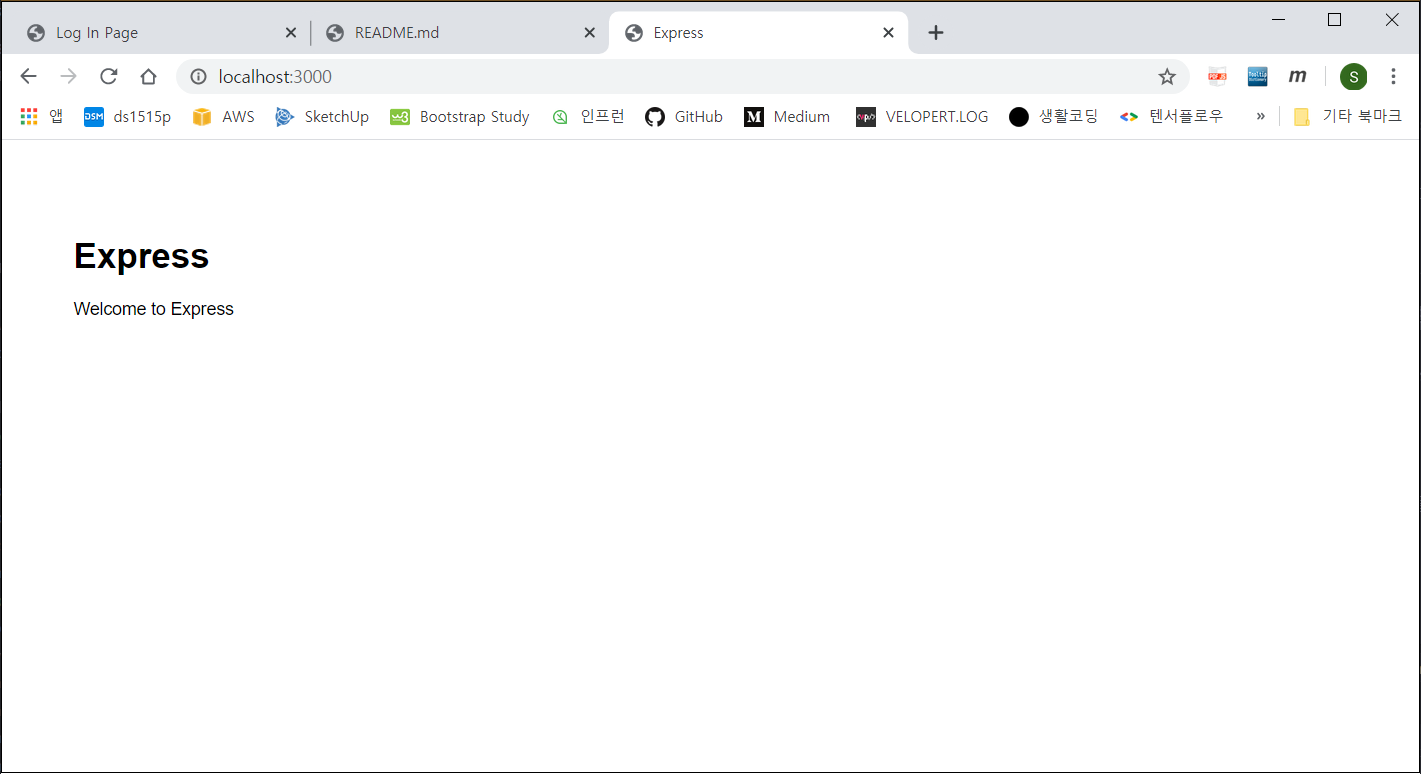 Log In Page README.md Express
localhost:3000 S
앱 DSM ds1515p AWS SketchUp w3 Bootstrap Study 인프런 GitHub M Medium VELOPERT.LOG 생활코딩 텐서플로우 » 기타 북마크
Express
Welcome to Express